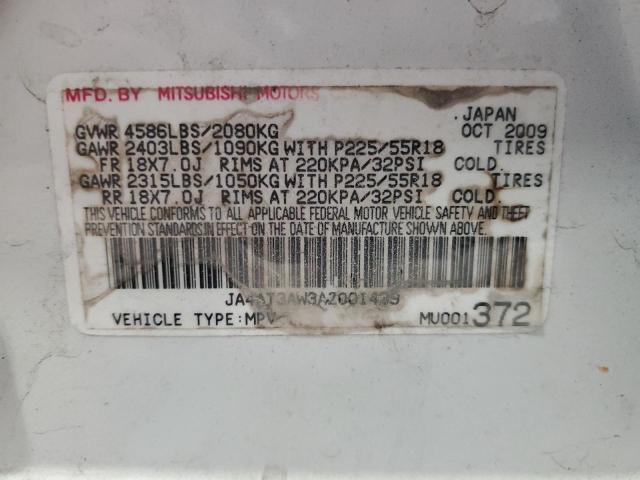 MFD. BY MITSUBISHI MOTORS
JAPAN
GVWR 4586LBS/2080KG OCT 2009
GAWR 2403LBS/1090KG WITH P225/55R18 TIRES
FR 18X7.0J RIMS AT 220KPA/32PSI COLD.
GAWR 2315LBS/1050KG WITH P225/55R18 TIRES
RR 18X7.0J RIMS AT 220KPA/32PSI COLD.
THIS VEHICLE CONFORMS TO ALL APPLICABLE FEDERAL MOTOR VEHICLE SAFETY AND THEFT
PREVENTION STANDARDS IN EFFECT ON THE DATE OF MANUFACTURE SHOWN ABOVE.
VEHICLE TYPE:MPV MU001372